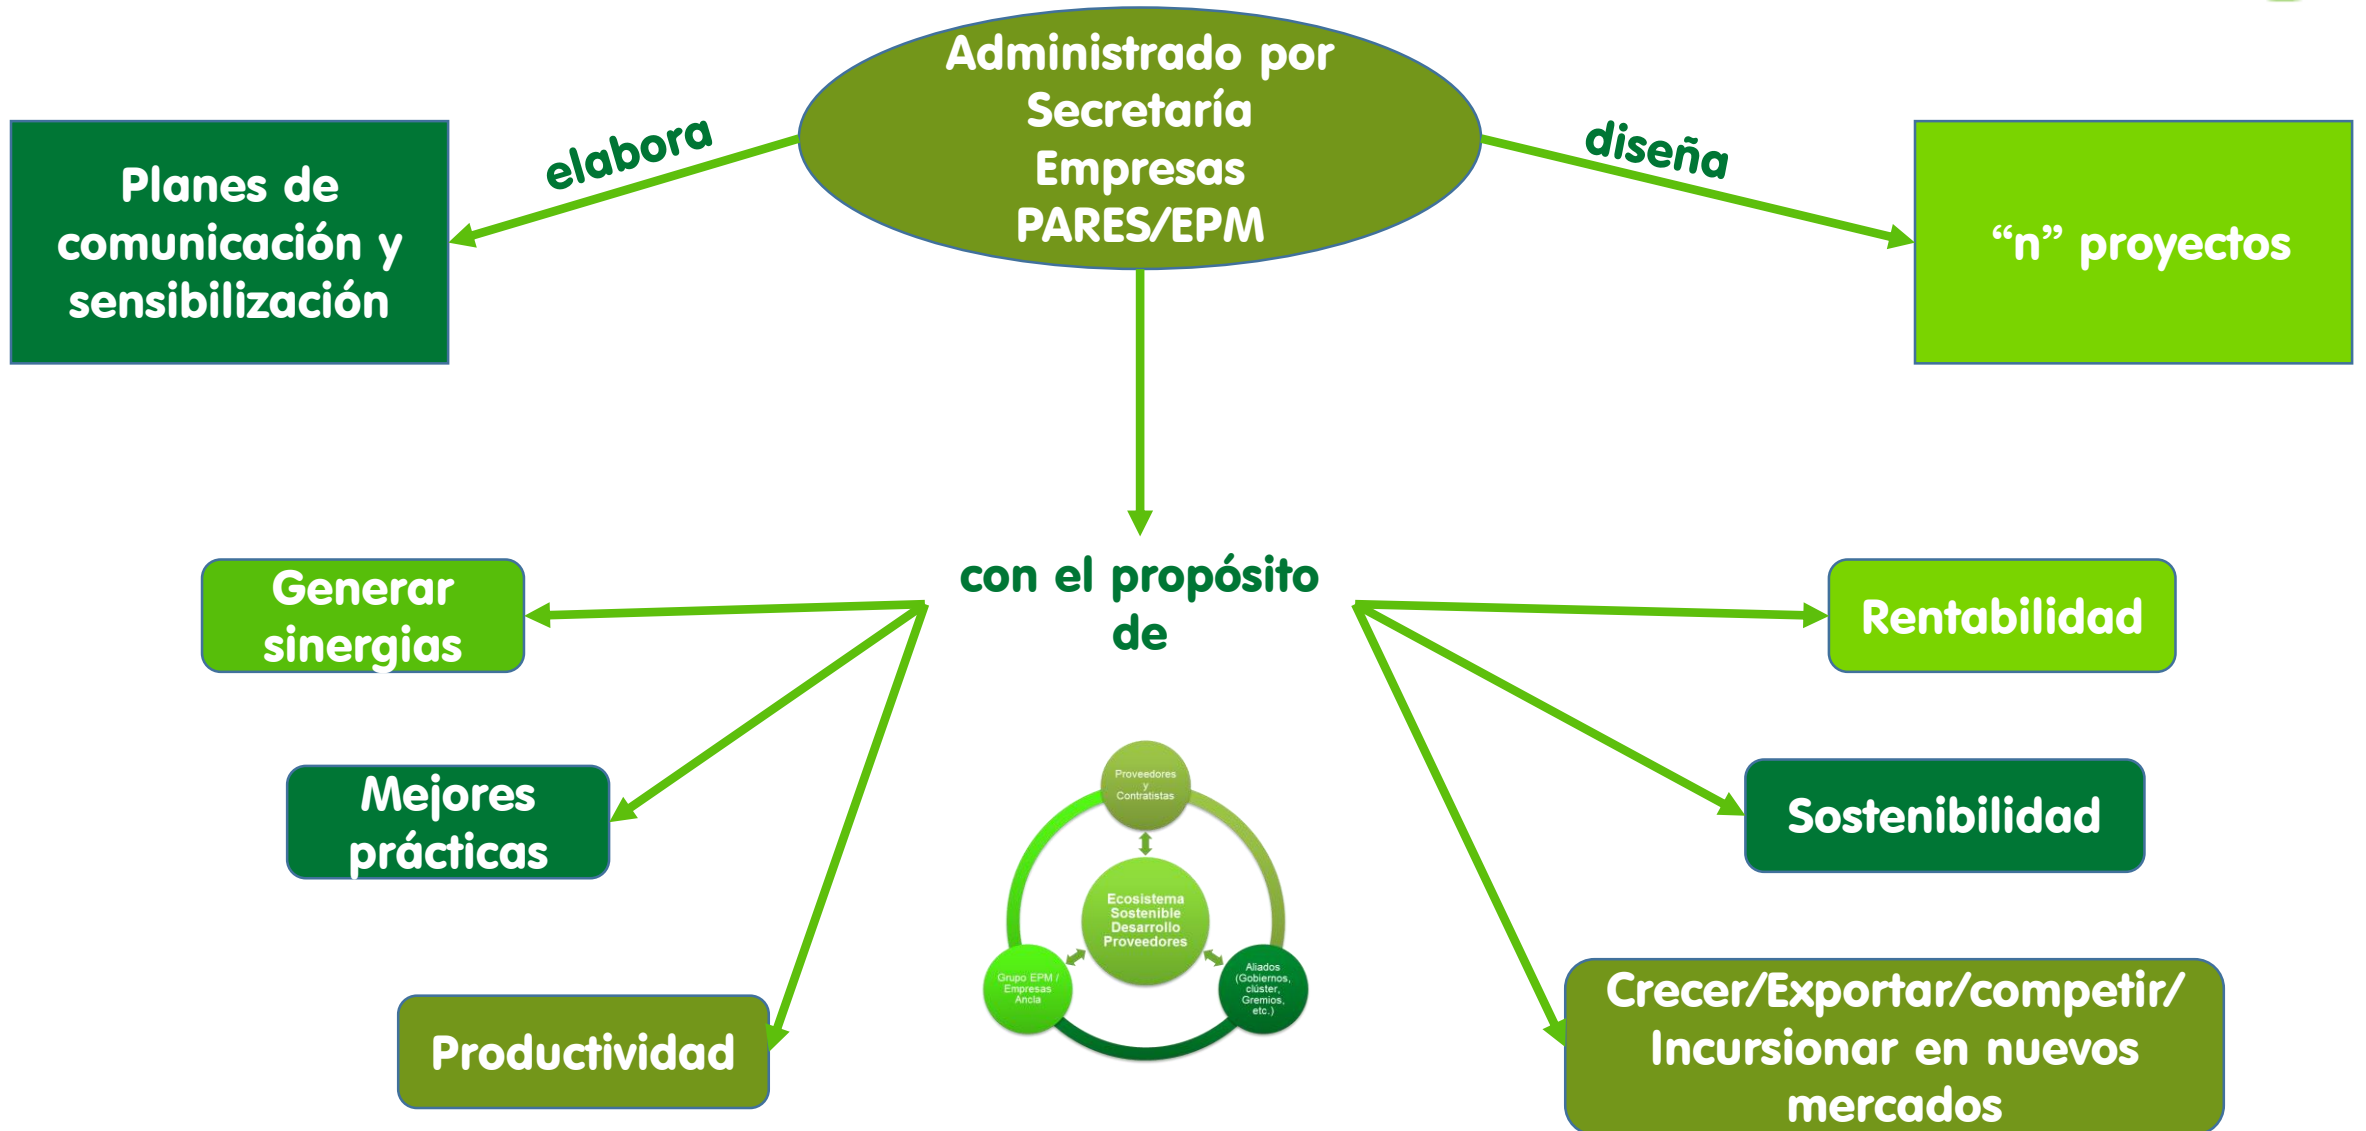 Administrado por
Secretaría
Empresas
PARES/EPM
elabora
diseña
Planes de
comunicación y
sensibilización
“n” proyectos
con el propósito
de
Generar
sinergias
Mejores
prácticas
Productividad
Rentabilidad
Sostenibilidad
Crecer/Exportar/competir/
Incursionar en nuevos
mercados
Proveedores
y
Contratistas
Ecosistema
Sostenible
Desarrollo
Proveedores
Grupo EPM /
Empresas
Ancla
Aliados
(Gobiernos,
clúster,
Gremios,
etc.)